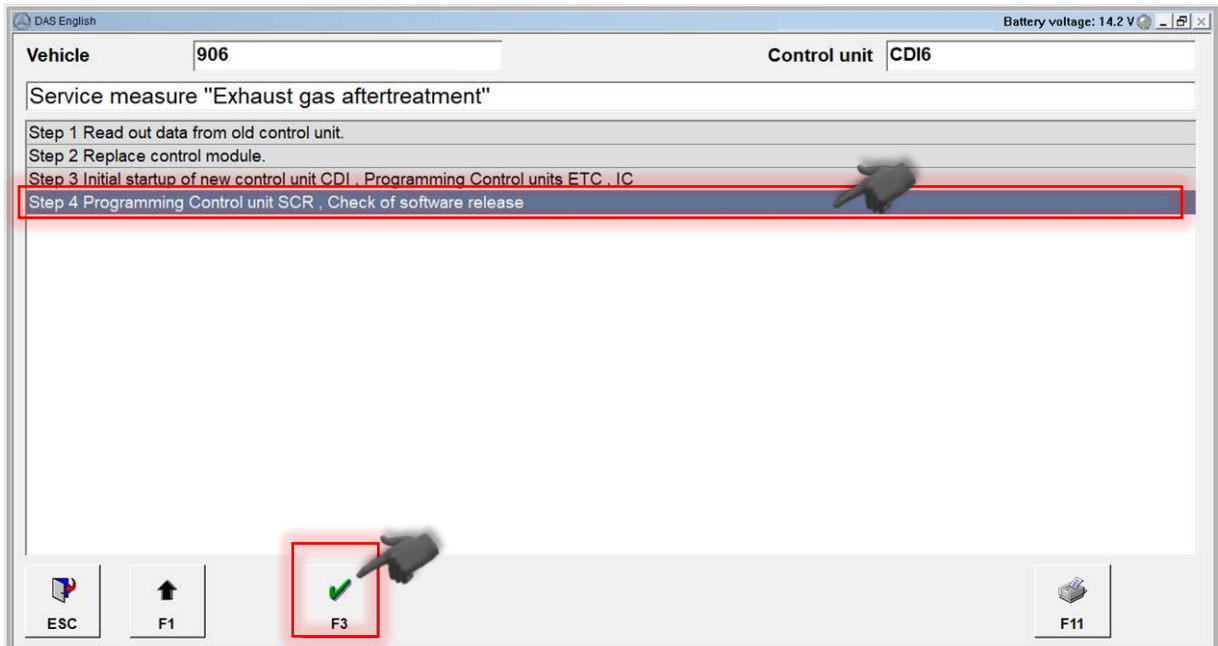 DAS English
Battery voltage: 14.2 V
Vehicle 906 Control unit CDI6
Service measure "Exhaust gas aftertreatment"
Step 1 Read out data from old control unit.
Step 2 Replace control module.
Step 3 Initial startup of new control unit CDI , Programming Control units ETC , IC
Step 4 Programming Control unit SCR , Check of software release
ESC F1 F3 F11